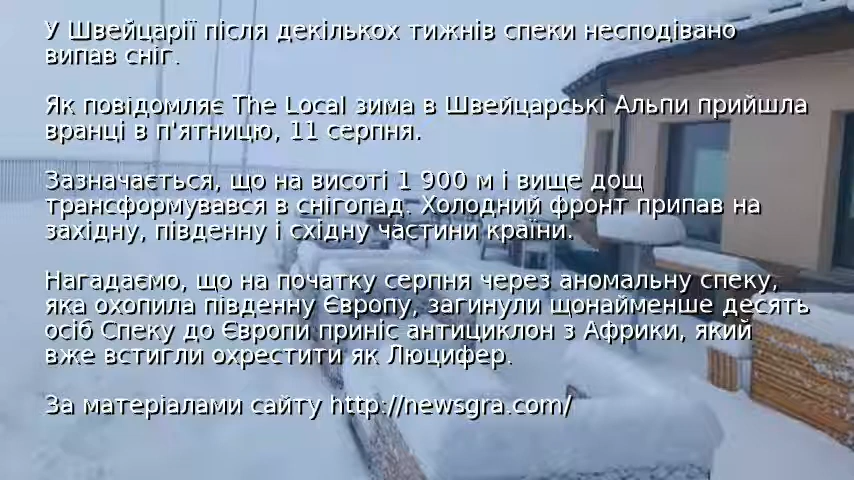 У Швейцарії після декількох тижнів спеки несподівано
випав сніг.
Як повідомляє The Local зима в Швейцарські Альпи прийшла
вранці в п'ятницю, 11 серпня.
Зазначається, що на висоті 1 900 м і вище дощ
трансформувався в снігопад. Холодний фронт припав на
західну, південну і східну частини країни.
Нагадаємо, що на початку серпня через аномальну спеку,
яка охопила південну Європу, загинули щонайменше десять
осіб Спеку до Європи приніс антициклон з Африки, який
вже встигли охрестити як Люцифер.
За матеріалами сайту http://newsgra.com/